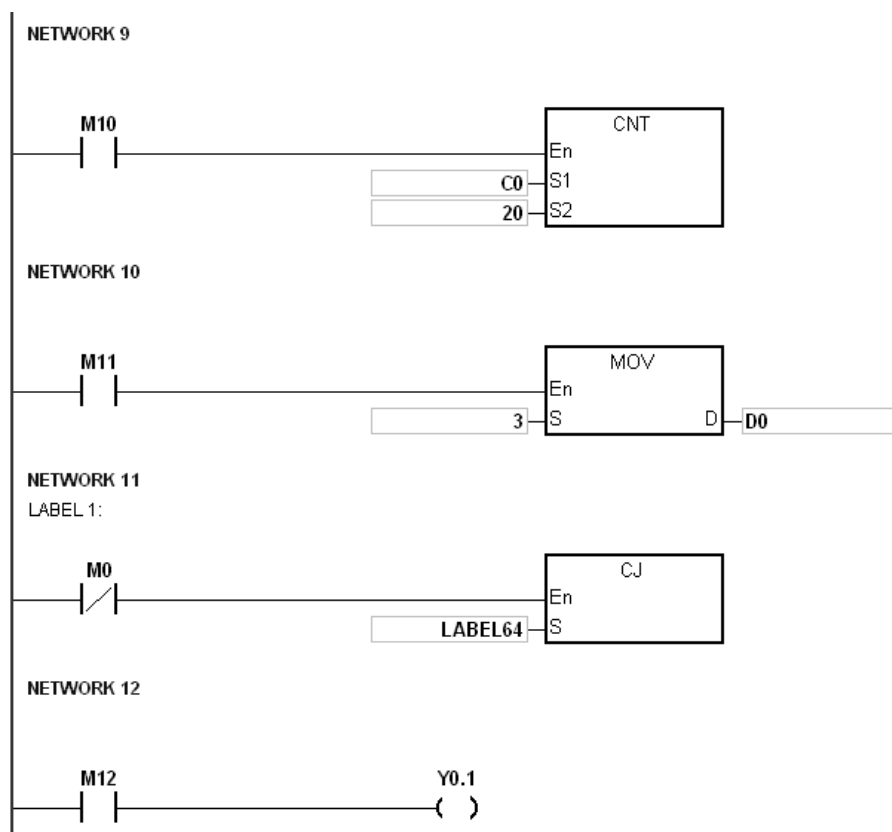 NETWORK 9
M10
CNT
En
C0 S1
20 S2
NETWORK 10
M11
MOV
En
3 S D D0
NETWORK 11
LABEL 1:
M0
CJ
En
LABEL64 S
NETWORK 12
M12 Y0.1